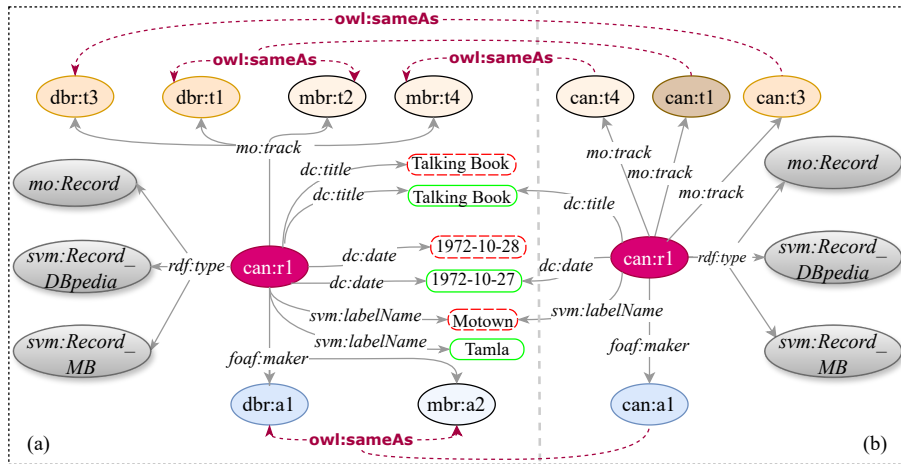 owl:sameAs
owl:sameAs
owl:sameAs
dbr:t3
dbr:t1
mbr:t2
mbr:t4
can:t4
can:t1
can:t3
mo:track
mo:track
mo:track
mo:track
mo:Record
svm:Record_
DBpedia
svm:Record_
MB
rdf:type
can:r1
dc:title
dc:title
Talking Book
Talking Book
dc:title
dc:date
dc:date
1972-10-28
1972-10-27
dc:date
svm:labelName
svm:labelName
Motown
Tamla
svm:labelName
foaf:maker
dbr:a1
mbr:a2
owl:sameAs
can:r1
rdf:type
mo:Record
svm:Record_
DBpedia
svm:Record_
MB
foaf:maker
can:a1
(a)
(b)